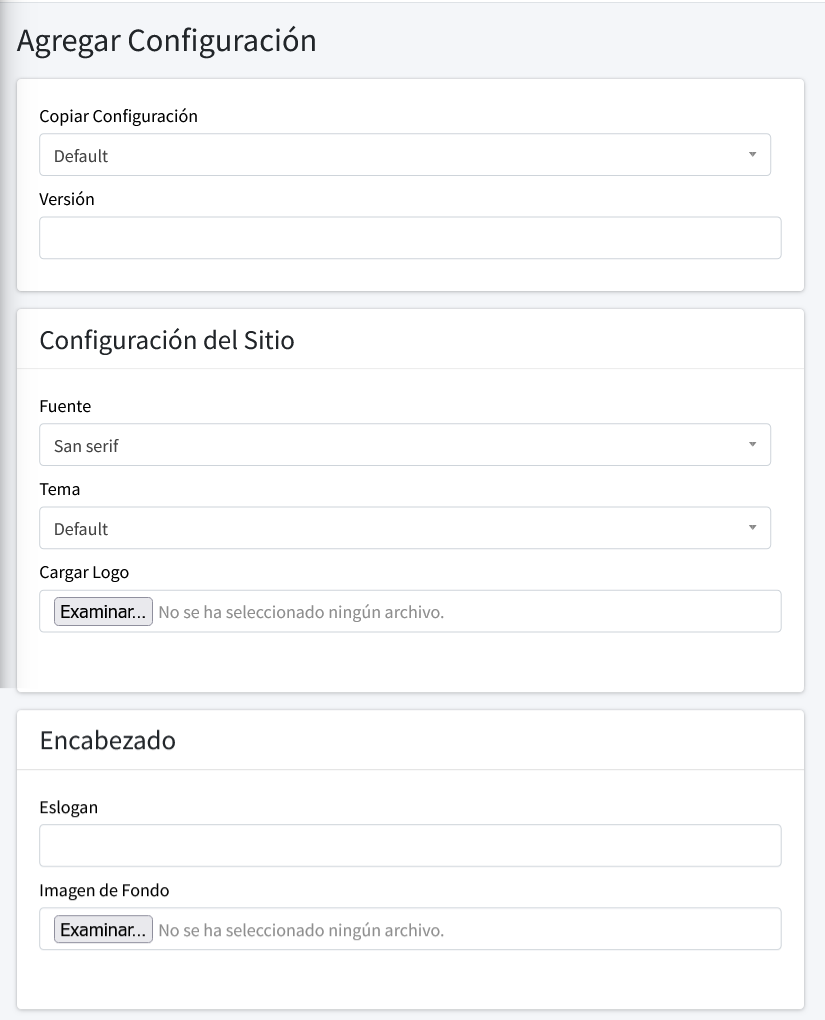 Agregar Configuración
Copiar Configuración
Default
Versión
Configuración del Sitio
Fuente
San serif
Tema
Default
Cargar Logo
Examinar... No se ha seleccionado ningún archivo.
Encabezado
Eslogan
Imagen de Fondo
Examinar... No se ha seleccionado ningún archivo.